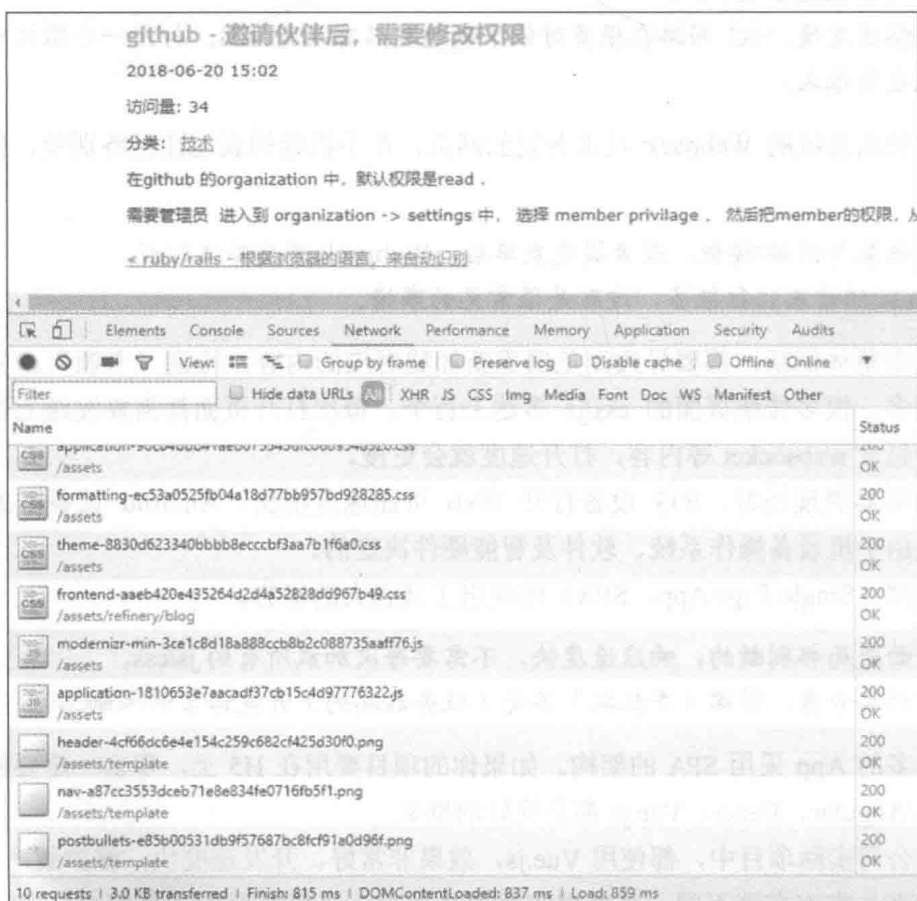 github - 邀请伙伴后，需要修改权限
2018-06-20 15:02
访问量: 34
分类: 技术
在github 的organization 中，默认权限是read .
需要管理员 进入到 organization -> settings 中， 选择 member privilage ， 然后把member的权限，从
« ruby/rails - 根据浏览器的语言，来自动识别
Elements Console Sources Network Performance Memory Application Security Audits
View: Group by frame Preserve log Disable cache Offline Online
Filter Hide data URLs All XHR JS CSS Img Media Font Doc WS Manifest Other
Name Status
200
/assets OK
formatting-ec53a0525fb04a18d77bb957bd928285.css 200
/assets OK
theme-8830d623340bbb3b8eccbf3aa7b1f6a0.css 200
/assets OK
frontend-aaeb420e435264d2d4a52828dd967b49.css 200
/assets/refinery/blog OK
modernizr-min-3ce1c8d18a888ccb8b2c088735aaff76.js 200
/assets OK
application-1810653e7aacadf37cb15c4d97776322.js 200
/assets OK
header-4cf66dc6e4e154c259c682cf425d30f0.png 200
/assets/template OK
nav-a87cc3553dceb71e8e834fe0716fb5f1.png 200
/assets/template OK
postbullets-e85b00531db9f57687bc8fcf91a0d96f.png 200
/assets/template OK
10 requests | 3.0 KB transferred | Finish: 815 ms | DOMContentLoaded: 837 ms | Load: 859 ms